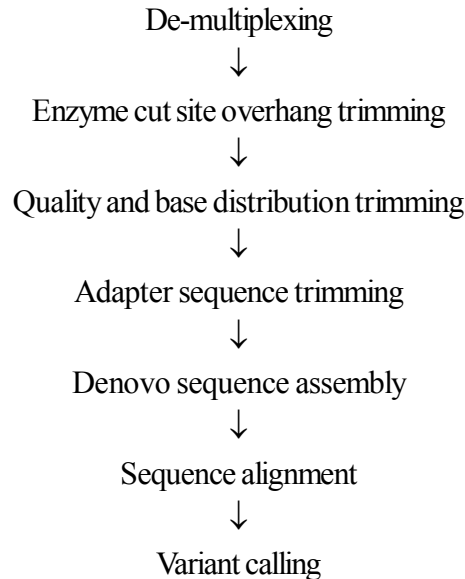 De-multiplexing
↓
Enzyme cut site overhang trimming
↓
Quality and base distribution trimming
↓
Adapter sequence trimming
↓
Denovo sequence assembly
↓
Sequence alignment
↓
Variant calling